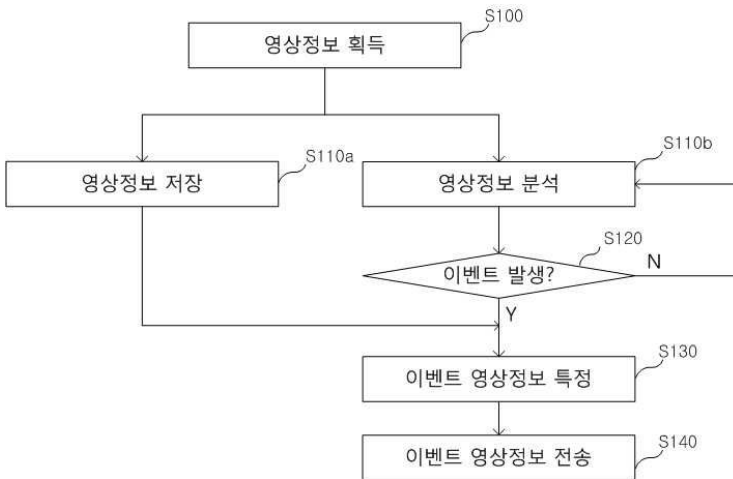 S100
영상정보 획득
S110a
S110b
영상정보 저장
영상정보 분석
S120
이벤트 발생?
N
Y
S130
이벤트 영상정보 특정
S140
이벤트 영상정보 전송